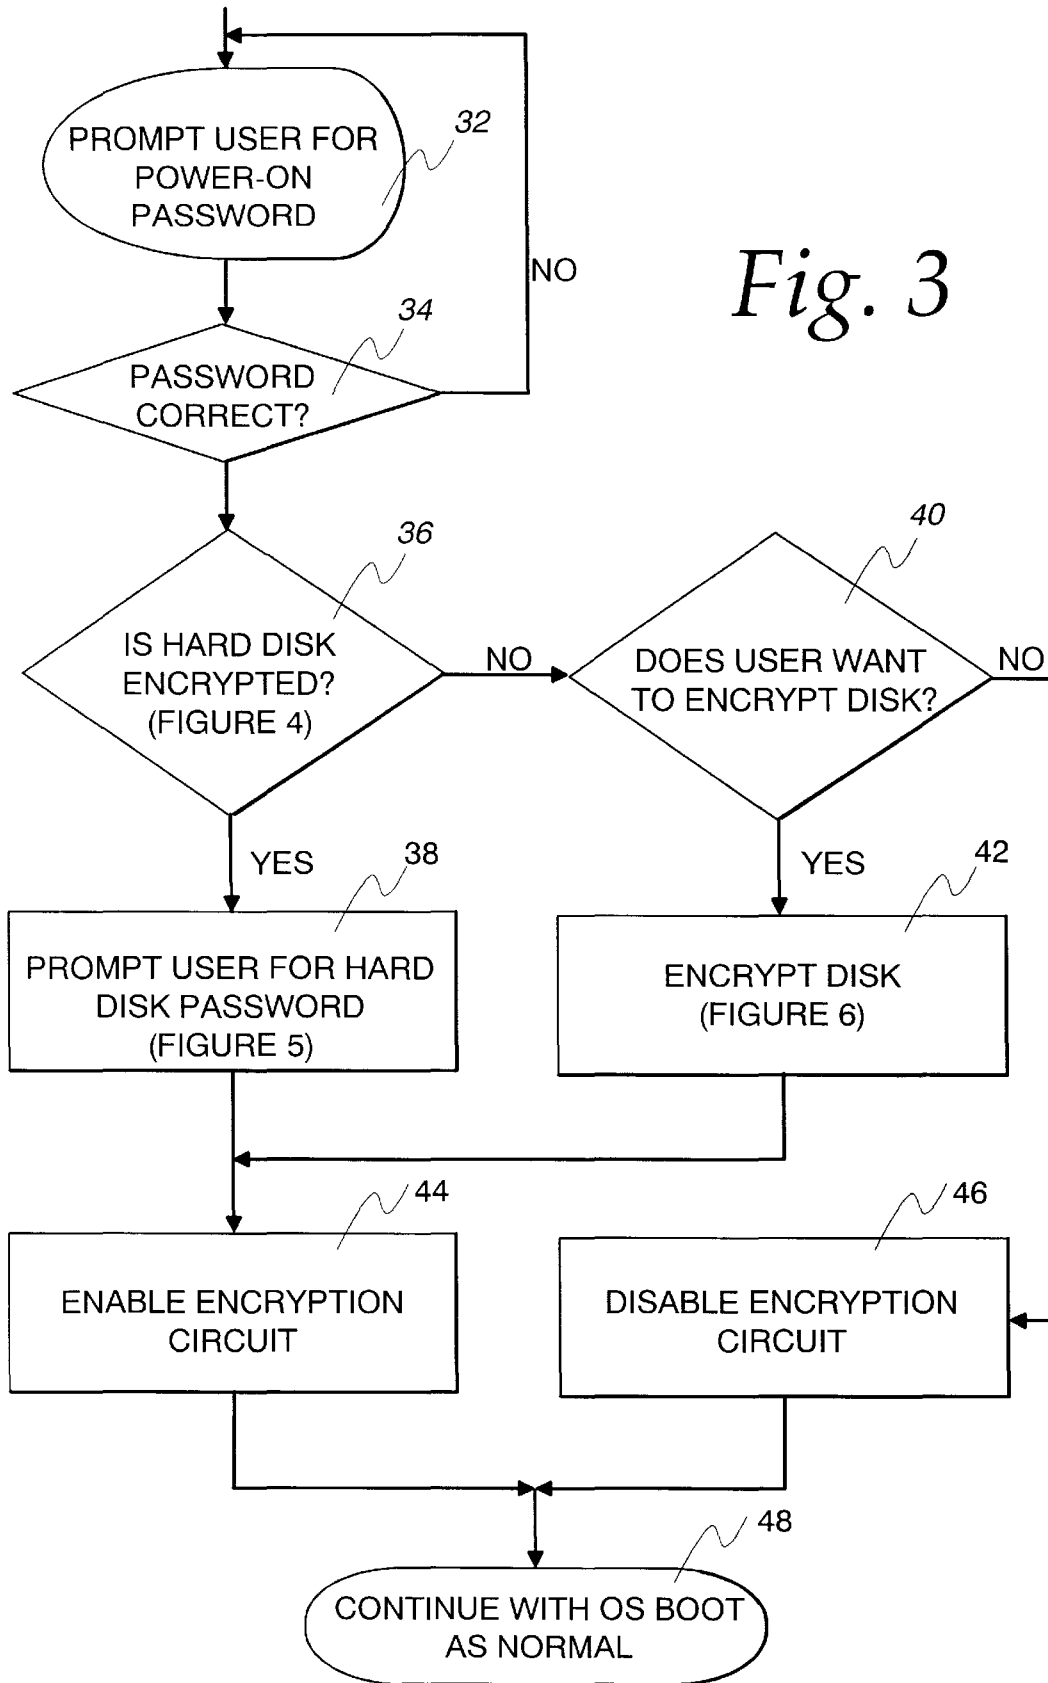 32
PROMPT USER FOR
POWER-ON
PASSWORD
NO
Fig. 3
34
PASSWORD
CORRECT?
36
40
IS HARD DISK
ENCRYPTED?
(FIGURE 4)
NO
DOES USER WANT
TO ENCRYPT DISK?
NO
YES
38
YES
42
PROMPT USER FOR HARD
DISK PASSWORD
(FIGURE 5)
ENCRYPT DISK
(FIGURE 6)
44
46
ENABLE ENCRYPTION
CIRCUIT
DISABLE ENCRYPTION
CIRCUIT
48
CONTINUE WITH OS BOOT
AS NORMAL